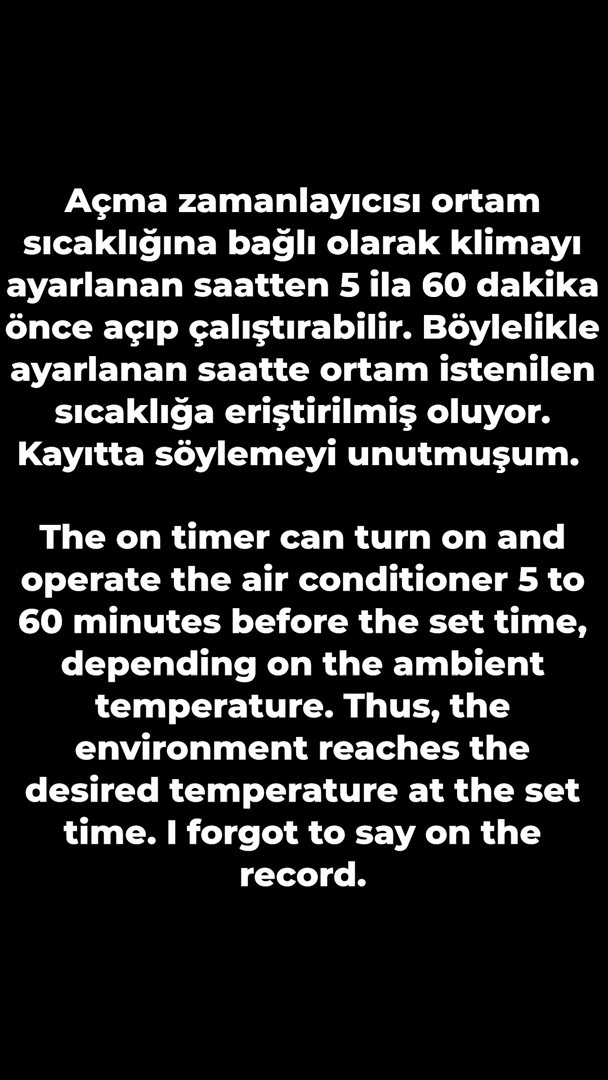 Açma zamanlayıcısı ortam
sıcaklığına bağlı olarak klimayı
ayarlanan saatten 5 ila 60 dakika
önce açıp çalıştırabilir. Böylelikle
ayarlanan saatte ortam istenilen
sıcaklığa eriştirilmiş oluyor.
Kayıtta söylemeyi unutmuşum.
The on timer can turn on and
operate the air conditioner 5 to
60 minutes before the set time,
depending on the ambient
temperature. Thus, the
environment reaches the
desired temperature at the set
time. I forgot to say on the
record.